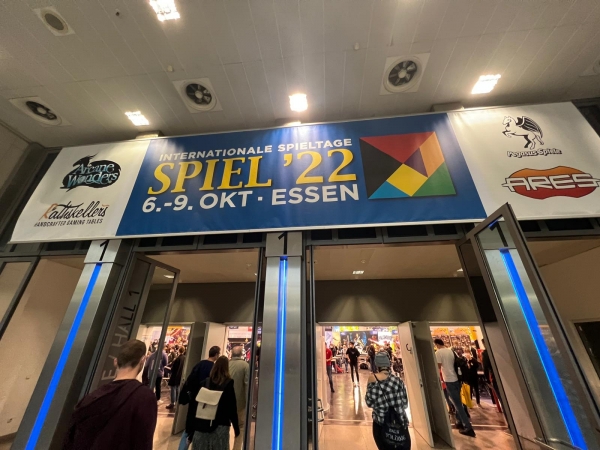 Arcane
Wonders
Rathskellers
HANDCRAFTED GAMING TABLES
INTERNATIONALE SPIELTAGE
SPIEL '22
6.-9. OKT · ESSEN
Pegasus Spiele
ARES
1
1
HALL 1